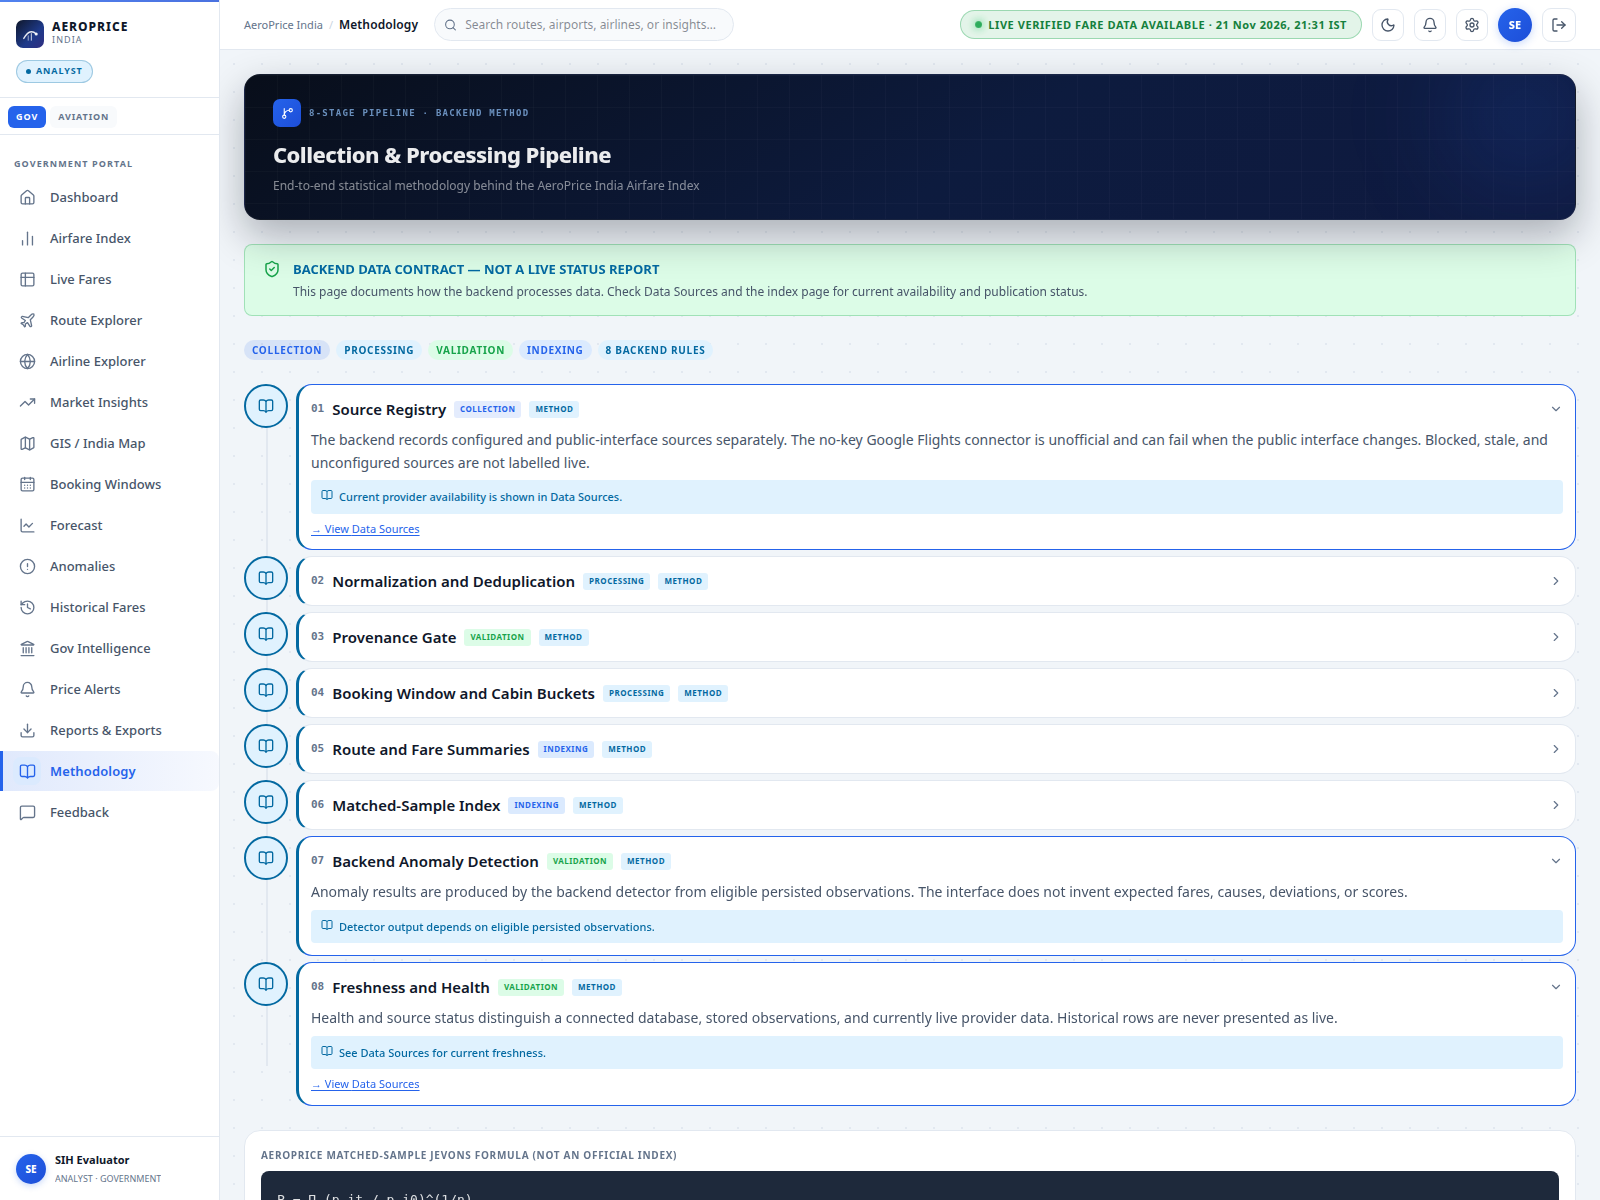 AEROPRICE
INDIA
ANALYST
GOV
AVIATION
GOVERNMENT PORTAL
Dashboard
Airfare Index
Live Fares
Route Explorer
Airline Explorer
Market Insights
GIS / India Map
Booking Windows
Forecast
Anomalies
Historical Fares
Gov Intelligence
Price Alerts
Reports & Exports
Methodology
Feedback
SE
SIH Evaluator
ANALYST · GOVERNMENT
AeroPrice India / Methodology
Search routes, airports, airlines, or insights...
LIVE VERIFIED FARE DATA AVAILABLE · 21 Nov 2026, 21:31 IST
SE
8-STAGE PIPELINE · BACKEND METHOD
Collection & Processing Pipeline
End-to-end statistical methodology behind the AeroPrice India Airfare Index
BACKEND DATA CONTRACT — NOT A LIVE STATUS REPORT
This page documents how the backend processes data. Check Data Sources and the index page for current availability and publication status.
COLLECTION PROCESSING VALIDATION INDEXING 8 BACKEND RULES
01 Source Registry COLLECTION METHOD
The backend records configured and public-interface sources separately. The no-key Google Flights connector is unofficial and can fail when the public interface changes. Blocked, stale, and
unconfigured sources are not labelled live.
Current provider availability is shown in Data Sources.
→ View Data Sources
02 Normalization and Deduplication PROCESSING METHOD
03 Provenance Gate VALIDATION METHOD
04 Booking Window and Cabin Buckets PROCESSING METHOD
05 Route and Fare Summaries INDEXING METHOD
06 Matched-Sample Index INDEXING METHOD
07 Backend Anomaly Detection VALIDATION METHOD
Anomaly results are produced by the backend detector from eligible persisted observations. The interface does not invent expected fares, causes, deviations, or scores.
Detector output depends on eligible persisted observations.
08 Freshness and Health VALIDATION METHOD
Health and source status distinguish a connected database, stored observations, and currently live provider data. Historical rows are never presented as live.
See Data Sources for current freshness.
→ View Data Sources
AEROPRICE MATCHED-SAMPLE JEVONS FORMULA (NOT AN OFFICIAL INDEX)